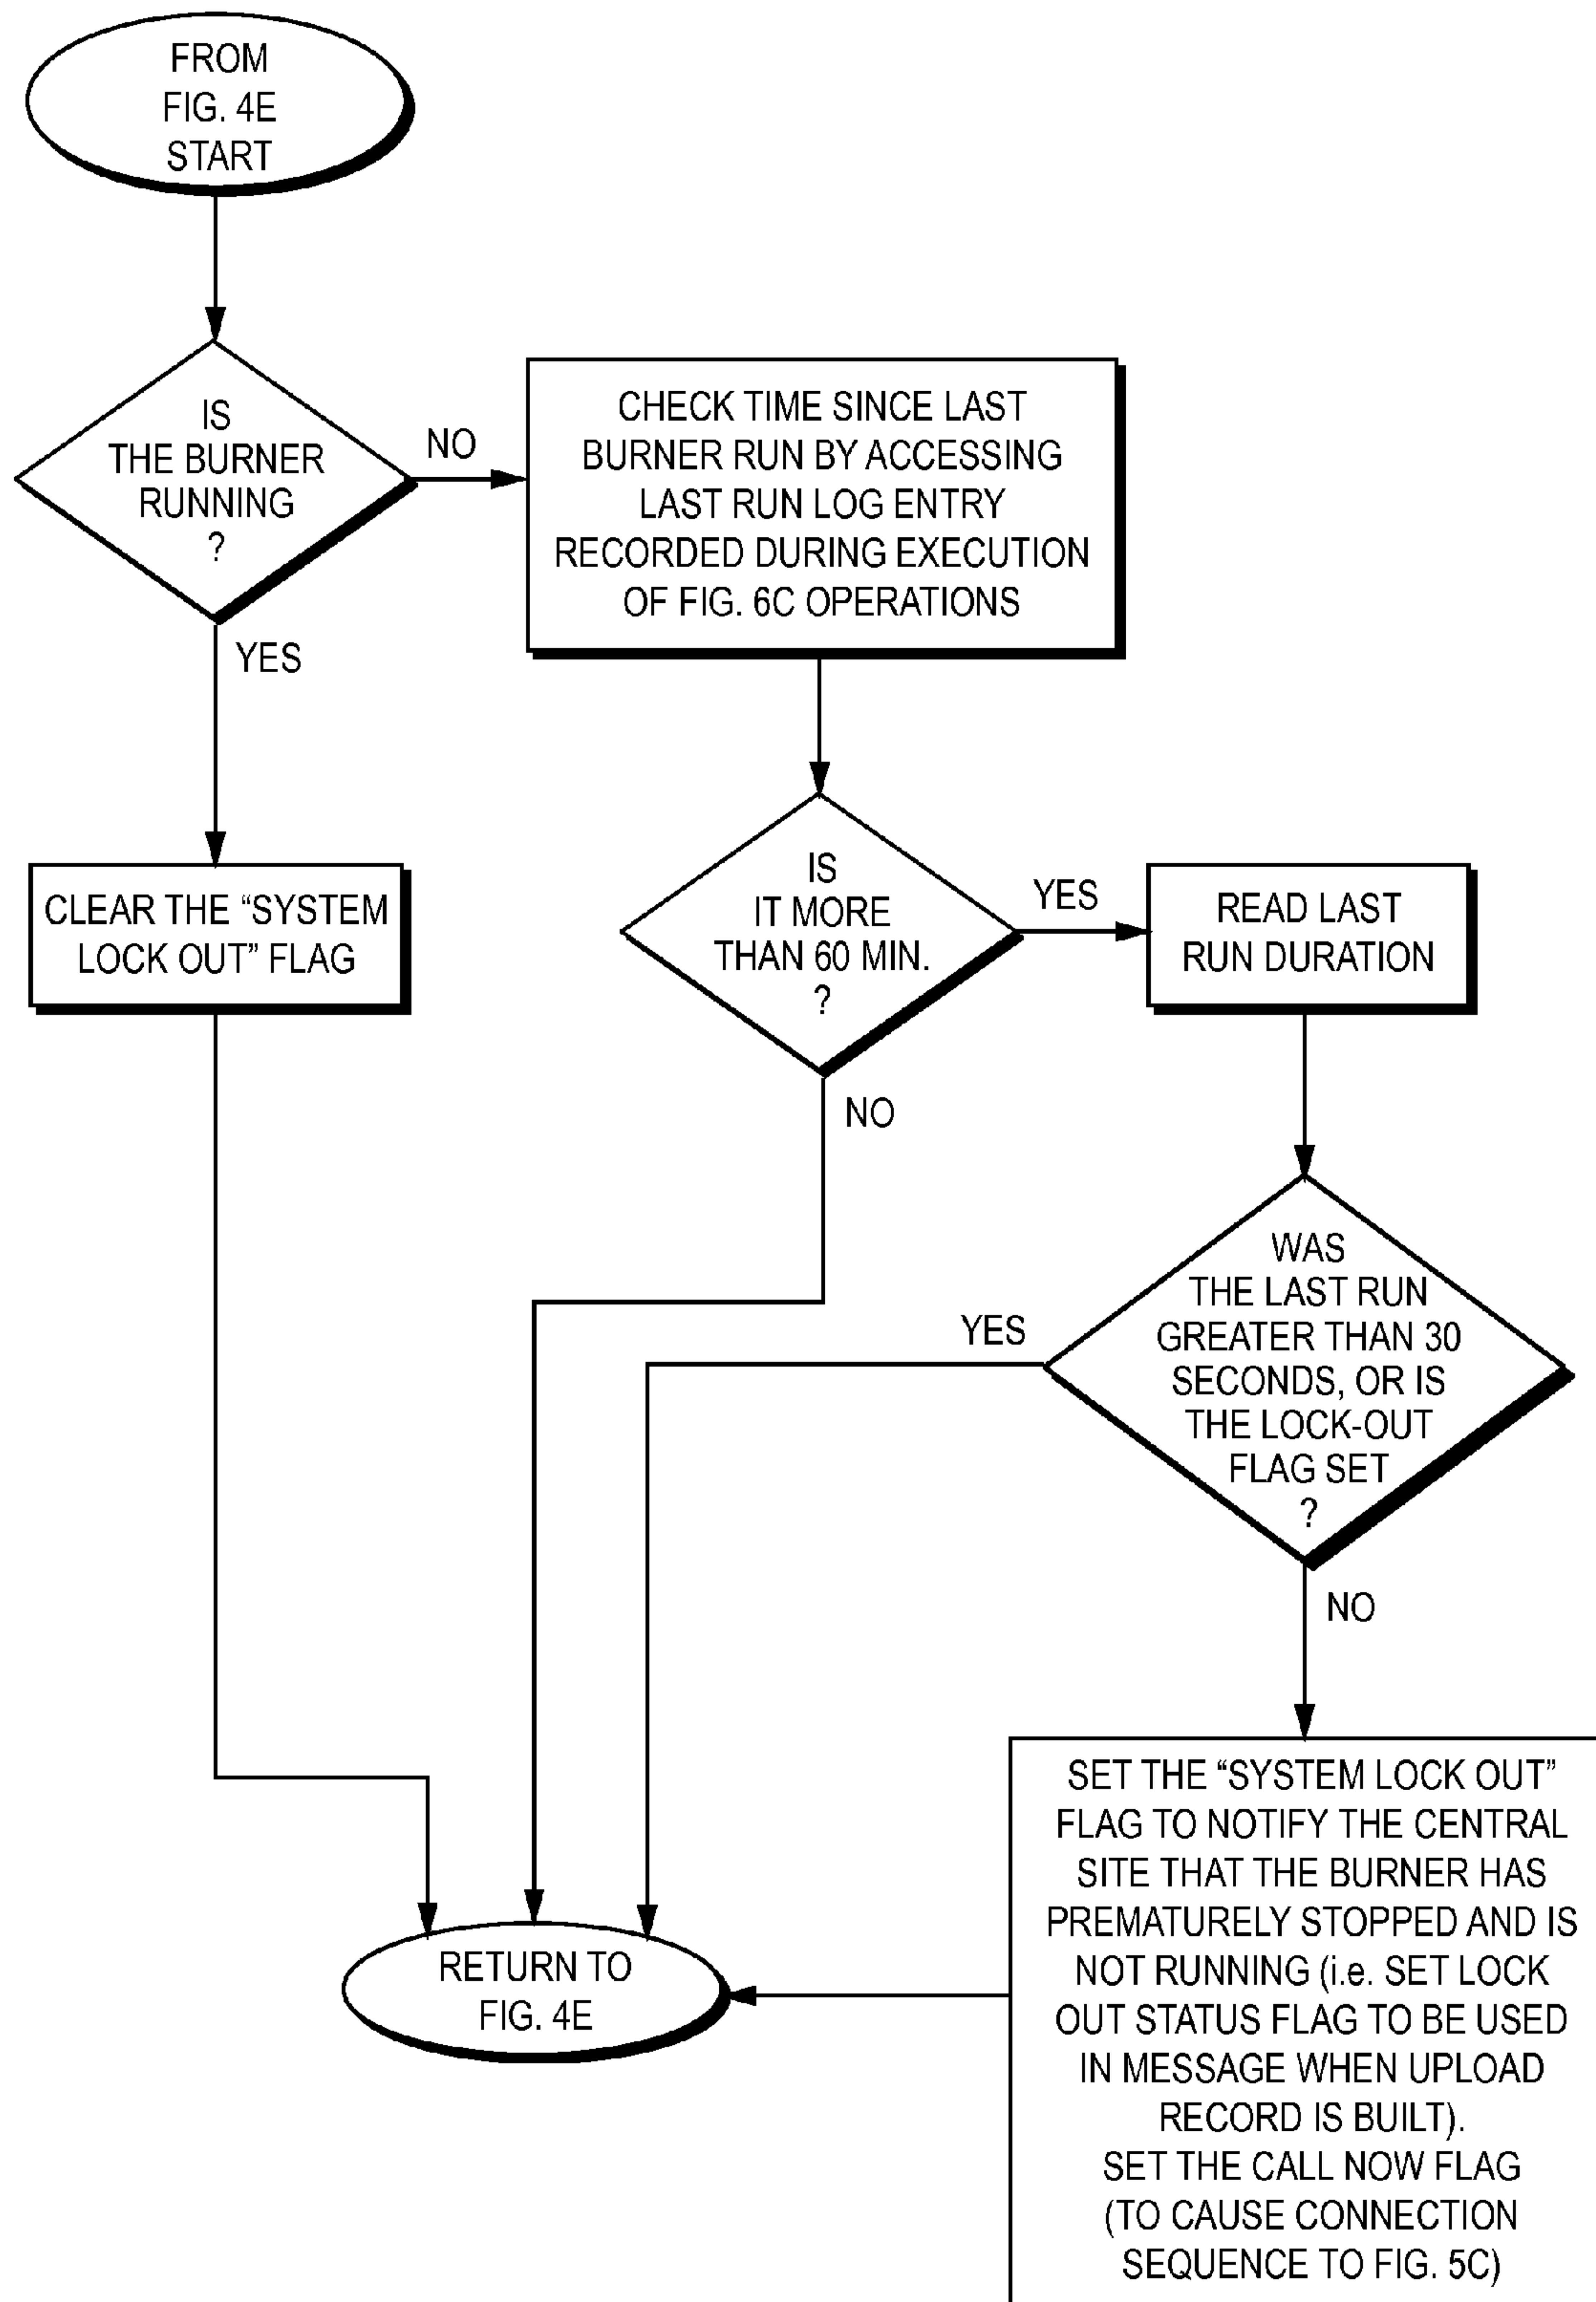 FROM
FIG. 4E
START
IS
THE BURNER
RUNNING
?
NO
YES
CHECK TIME SINCE LAST
BURNER RUN BY ACCESSING
LAST RUN LOG ENTRY
RECORDED DURING EXECUTION
OF FIG. 6C OPERATIONS
CLEAR THE “SYSTEM
LOCK OUT” FLAG
IS
IT MORE
THAN 60 MIN.
?
YES
NO
READ LAST
RUN DURATION
WAS
THE LAST RUN
GREATER THAN 30
SECONDS, OR IS
THE LOCK-OUT
FLAG SET
?
YES
NO
SET THE “SYSTEM LOCK OUT”
FLAG TO NOTIFY THE CENTRAL
SITE THAT THE BURNER HAS
PREMATURELY STOPPED AND IS
NOT RUNNING (i.e. SET LOCK
OUT STATUS FLAG TO BE USED
IN MESSAGE WHEN UPLOAD
RECORD IS BUILT).
SET THE CALL NOW FLAG
(TO CAUSE CONNECTION
SEQUENCE TO FIG. 5C)
RETURN TO
FIG. 4E